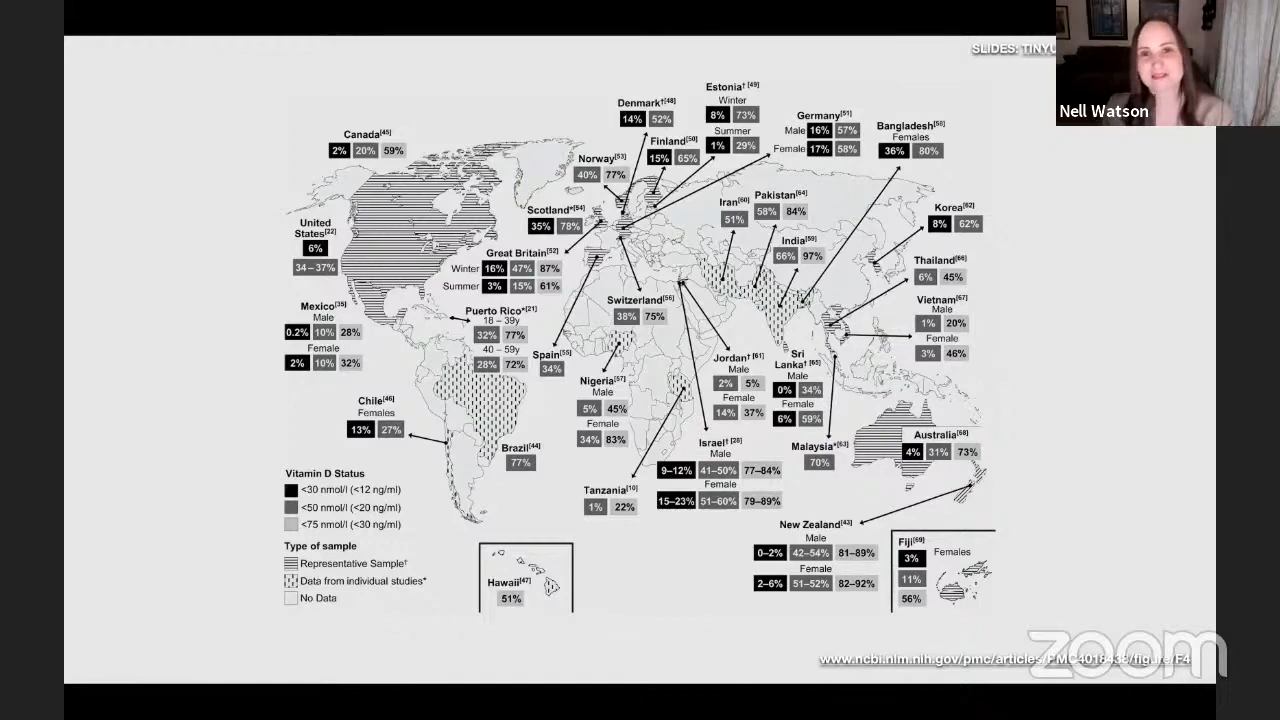 SLIDES: TINYU
Nell Watson
Canada[45]
2% 20% 59%
United
States[22]
6%
34–37%
Mexico[35]
Male
0.2% 10% 28%
Female
2% 10% 32%
Chile[46]
Females
13% 27%
Puerto Rico*[21]
18 – 39y
32% 77%
40 – 59y
28% 72%
Brazil[44]
77%
Denmark†[48]
14% 52%
Estonia† [49]
Winter
8% 73%
Summer
1% 29%
Finland[50]
15% 65%
Norway[53]
40% 77%
Germany[51]
Male 16% 57%
Female 17% 58%
Bangladesh[58]
Females
36% 80%
Scotland*[54]
35% 78%
Great Britain[52]
Winter 16% 47% 87%
Summer 3% 15% 61%
Switzerland[56]
38% 75%
Spain[55]
34%
Nigeria[57]
Male
5% 45%
Female
34% 83%
Tanzania[10]
1% 22%
Iran[60]
51%
Pakistan[64]
58% 84%
India[59]
66% 97%
Korea[62]
8% 62%
Thailand[66]
6% 45%
Vietnam[67]
Male
1% 20%
Female
3% 46%
Jordan† [61]
Male
2% 5%
Female
14% 37%
Sri
Lanka† [65]
Male
0% 34%
Female
6% 59%
Israel† [28]
Male
9–12% 41–50% 77–84%
Female
15–23% 51–60% 79–89%
Malaysia*[63]
70%
Australia[68]
4% 31% 73%
New Zealand[43]
Male
0–2% 42–54% 81–89%
Female
2–6% 51–52% 82–92%
Fiji[69]
Females
3%
11%
56%
Hawaii[47]
51%
Vitamin D Status
<30 nmol/l (<12 ng/ml)
<50 nmol/l (<20 ng/ml)
<75 nmol/l (<30 ng/ml)
Type of sample
Representative Sample†
Data from individual studies*
No Data
www.ncbi.nlm.nih.gov/pmc/articles/PMC4018438/figure/F4
zoom